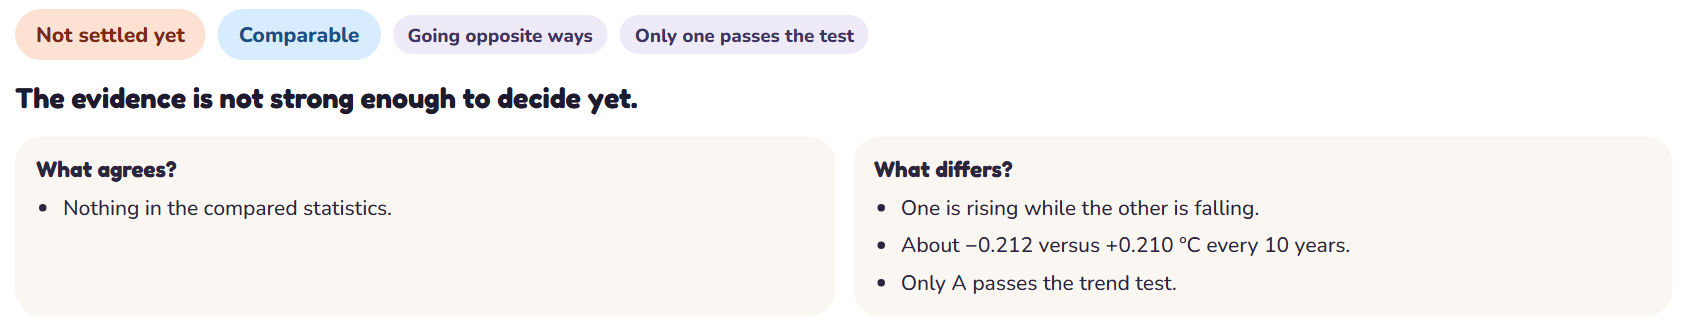 Not settled yet
Comparable
Going opposite ways
Only one passes the test
The evidence is not strong enough to decide yet.
What agrees?
Nothing in the compared statistics.
What differs?
One is rising while the other is falling.
About −0.212 versus +0.210 °C every 10 years.
Only A passes the trend test.